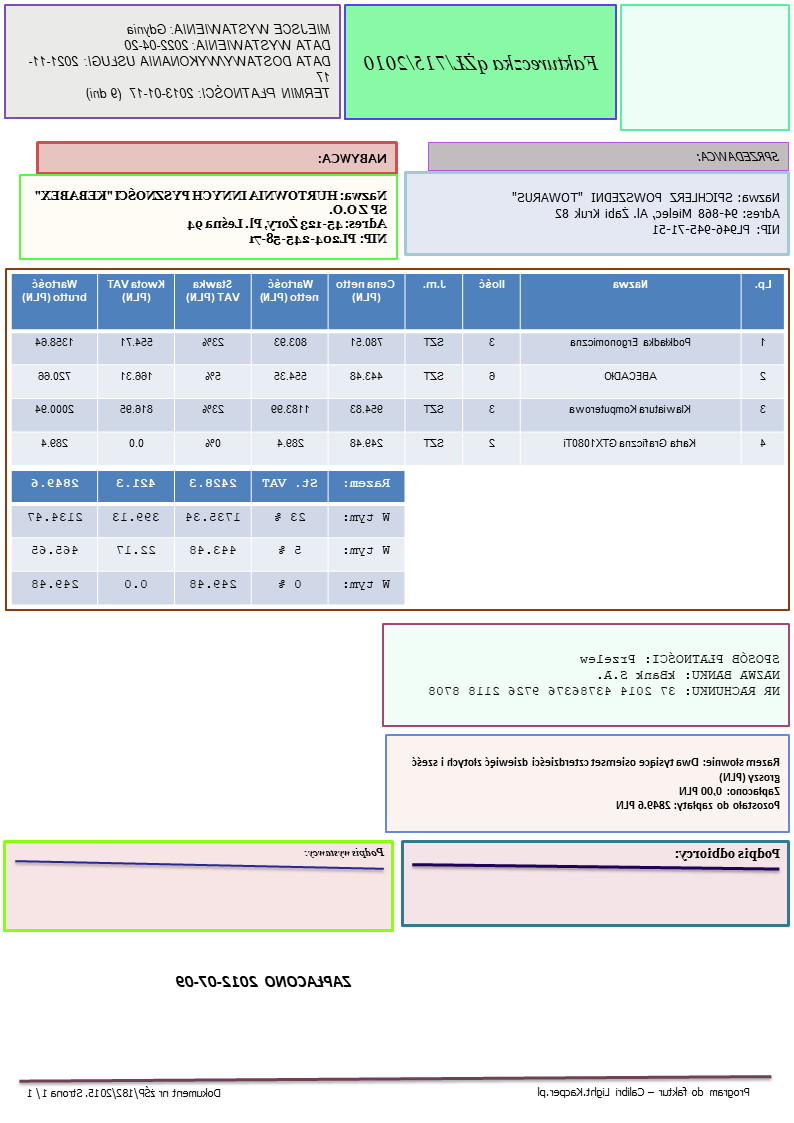 Faktureczka qŻŁ/715/2010
MIEJSCE WYSTAWIENIA: Gdynia
DATA WYSTAWIENIA: 2022-04-20
DATA DOSTAWY/WYKONANIA USŁUGI: 2021-11-
17
TERMIN PŁATNOŚCI: 2013-01-17 (9 dni)
SPRZEDAWCA:
Nazwa: SPICHLERZ POWSZEDNI "TOWARUS"
Adres: 94-868 Mielec, Al. Żabi Kruk 82
NIP: PL946-945-71-51
NABYWCA:
Nazwa: HURTOWNIA INNYCH PYSZNOŚCI "KEBABEX"
SP Z O.O.
Adres: 45-123 Żory, Pl. Leśna 94
NIP: PL204-245-58-71
Lp. Nazwa Ilość J.m. Cena netto (PLN) Wartość netto (PLN) Stawka VAT (PLN) Kwota VAT (PLN) Wartość brutto (PLN)
1 Podkładka Ergonomiczna 3 SZT 780.51 803.93 23% 554.71 1358.64
2 ABECADŁO 6 SZT 443.48 554.35 5% 166.31 720.66
3 Klawiatura Komputerowa 3 SZT 954.83 1183.99 23% 816.95 2000.94
4 Karta Graficzna GTX1080Ti 2 SZT 249.48 289.4 0% 0.0 289.4
Razem: St. VAT 2428.3 421.3 2849.6
W tym: 23 % 1735.34 399.13 2134.47
W tym: 5 % 443.48 22.17 465.65
W tym: 0 % 249.48 0.0 249.48
SPOSÓB PŁATNOŚCI: Przelew
NAZWA BANKU: kBank S.A.
NR RACHUNKU: 37 2014 43786376 9726 2118 8708
Razem słownie: Dwa tysiące osiemset czterdzieści dziewięć złotych i sześć
groszy (PLN)
Zapłacono: 0,00 PLN
Pozostało do zapłaty: 2849.6 PLN
Podpis odbiorcy:
Podpis wystawcy:
ZAPŁACONO 2012-07-09
Program do faktur – Calibri Light.Kacper.pl
Dokument nr zŚP/182/2015. Strona 1 / 1